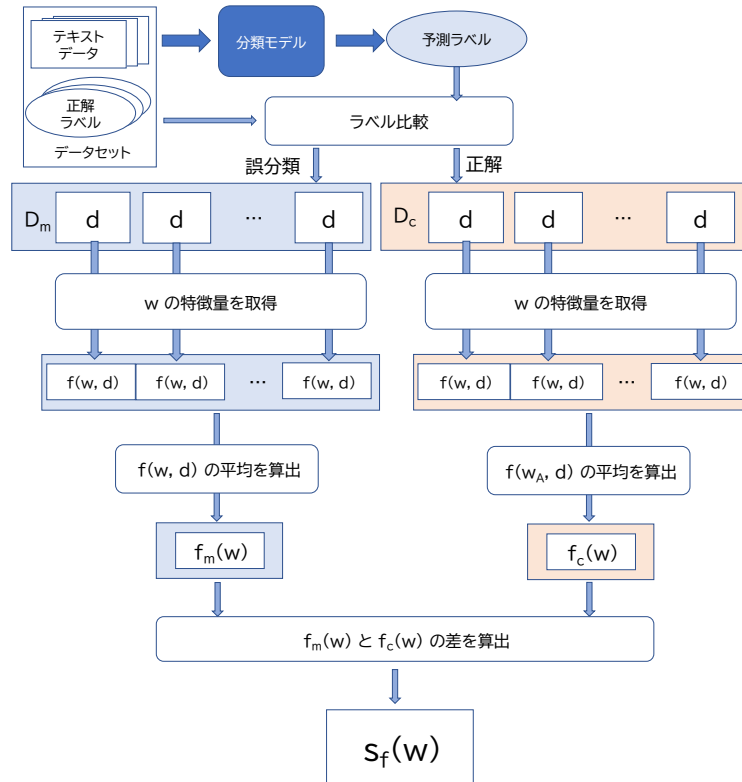 テキスト
データ
分類モデル
予測ラベル
正解
ラベル
データセット
ラベル比較
誤分類
正解
Dm d d … d
Dc d d … d
w の特徴量を取得
w の特徴量を取得
f(w, d) f(w, d) … f(w, d)
f(w, d) f(w, d) … f(w, d)
f(w, d) の平均を算出
f(wA, d) の平均を算出
fm(w)
fc(w)
fm(w) と fc(w) の差を算出
sf(w)